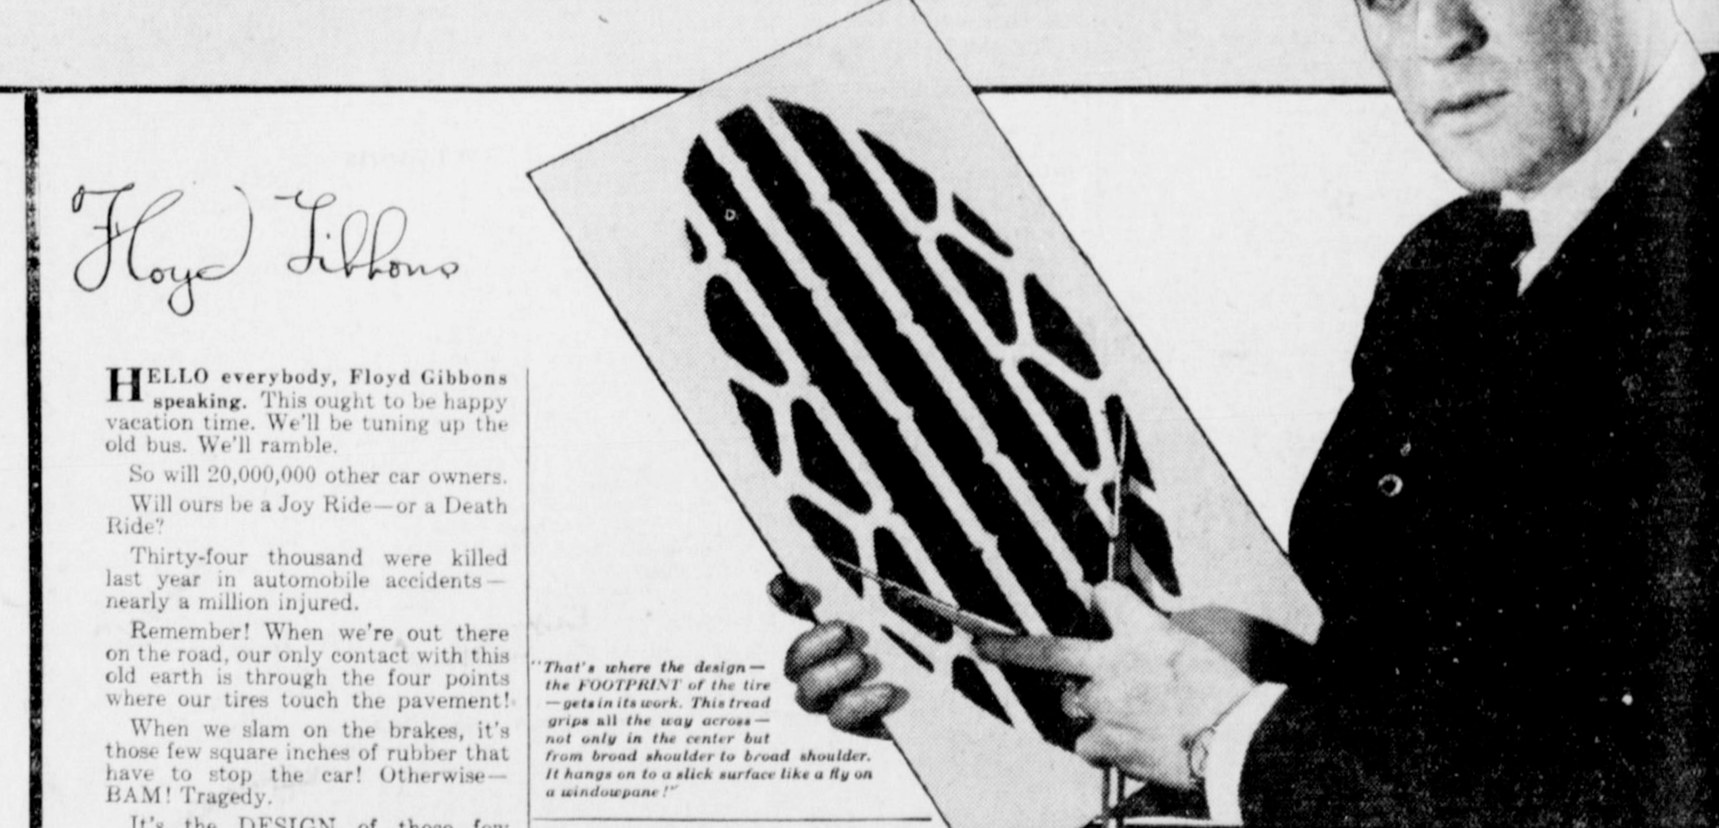 Floyd Gibbons
HELLO everybody, Floyd Gibbons
speaking. This ought to be happy
vacation time. We'll be tuning up the
old bus. We'll ramble.
So will 20,000,000 other car owners.
Will ours be a Joy Ride—or a Death
Ride?
Thirty-four thousand were killed
last year in automobile accidents—
nearly a million injured.
Remember! When we're out there
on the road, our only contact with this
old earth is through the four points
where our tires touch the pavement!
When we slam on the brakes, it's
those few square inches of rubber that
have to stop the car! Otherwise—
BAM! Tragedy.
It's the DESIGN of those few
"That's where the design—
the FOOTPRINT of the tire
—gets in its work. This tread
grips all the way across—
not only in the center but
from broad shoulder to broad shoulder.
It hangs on to a slick surface like a fly on
a windowpane!"